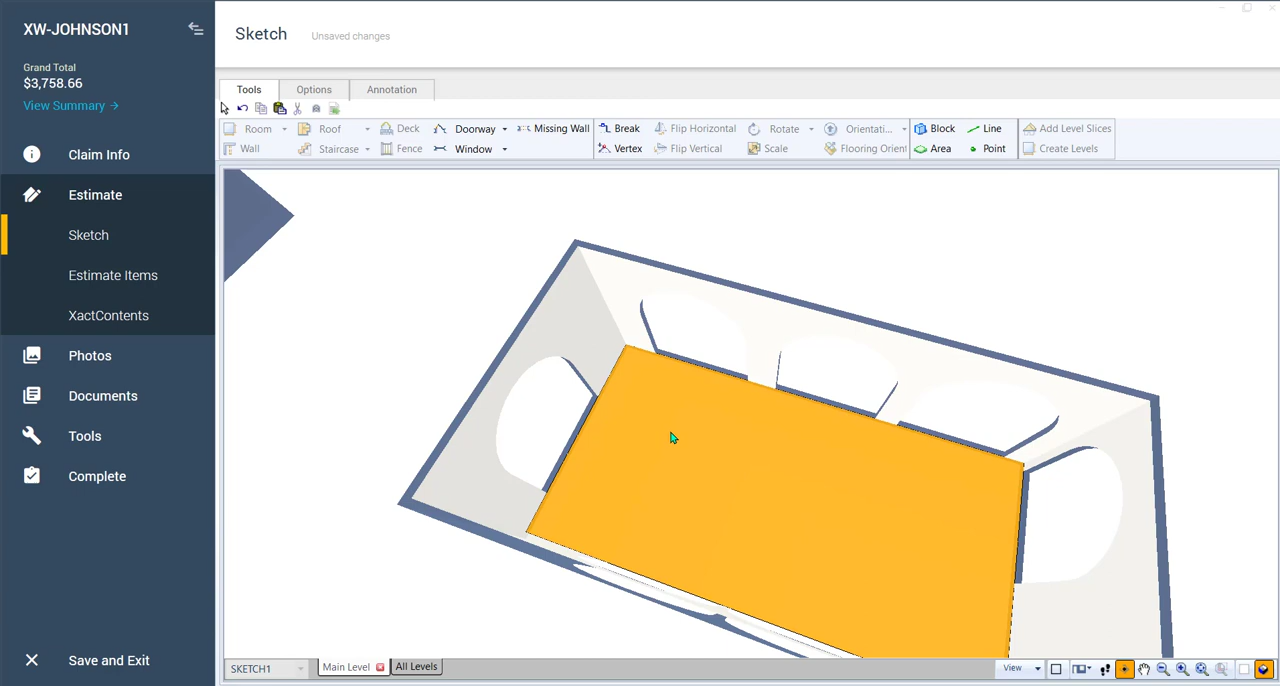 XW-JOHNSON1
Grand Total
$3,758.66
View Summary →
Claim Info
Estimate
Sketch
Estimate Items
XactContents
Photos
Documents
Tools
Complete
Save and Exit
Sketch Unsaved changes
Tools Options Annotation
Room Roof Deck Doorway Missing Wall Break Flip Horizontal Rotate Orientati... Block Line Add Level Slices
Wall Staircase Fence Window Vertex Flip Vertical Scale Flooring Orient Area Point Create Levels
SKETCH1 Main Level All Levels View